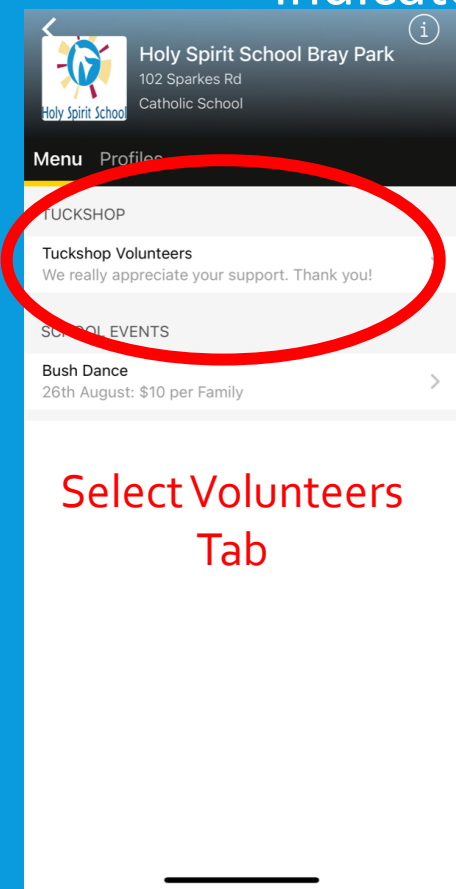 Holy Spirit School
Holy Spirit School Bray Park
102 Sparkes Rd
Catholic School
Menu Profiles
TUCKSHOP
Tuckshop Volunteers
We really appreciate your support. Thank you!
SCHOOL EVENTS
Bush Dance
26th August: $10 per Family
Select Volunteers
Tab